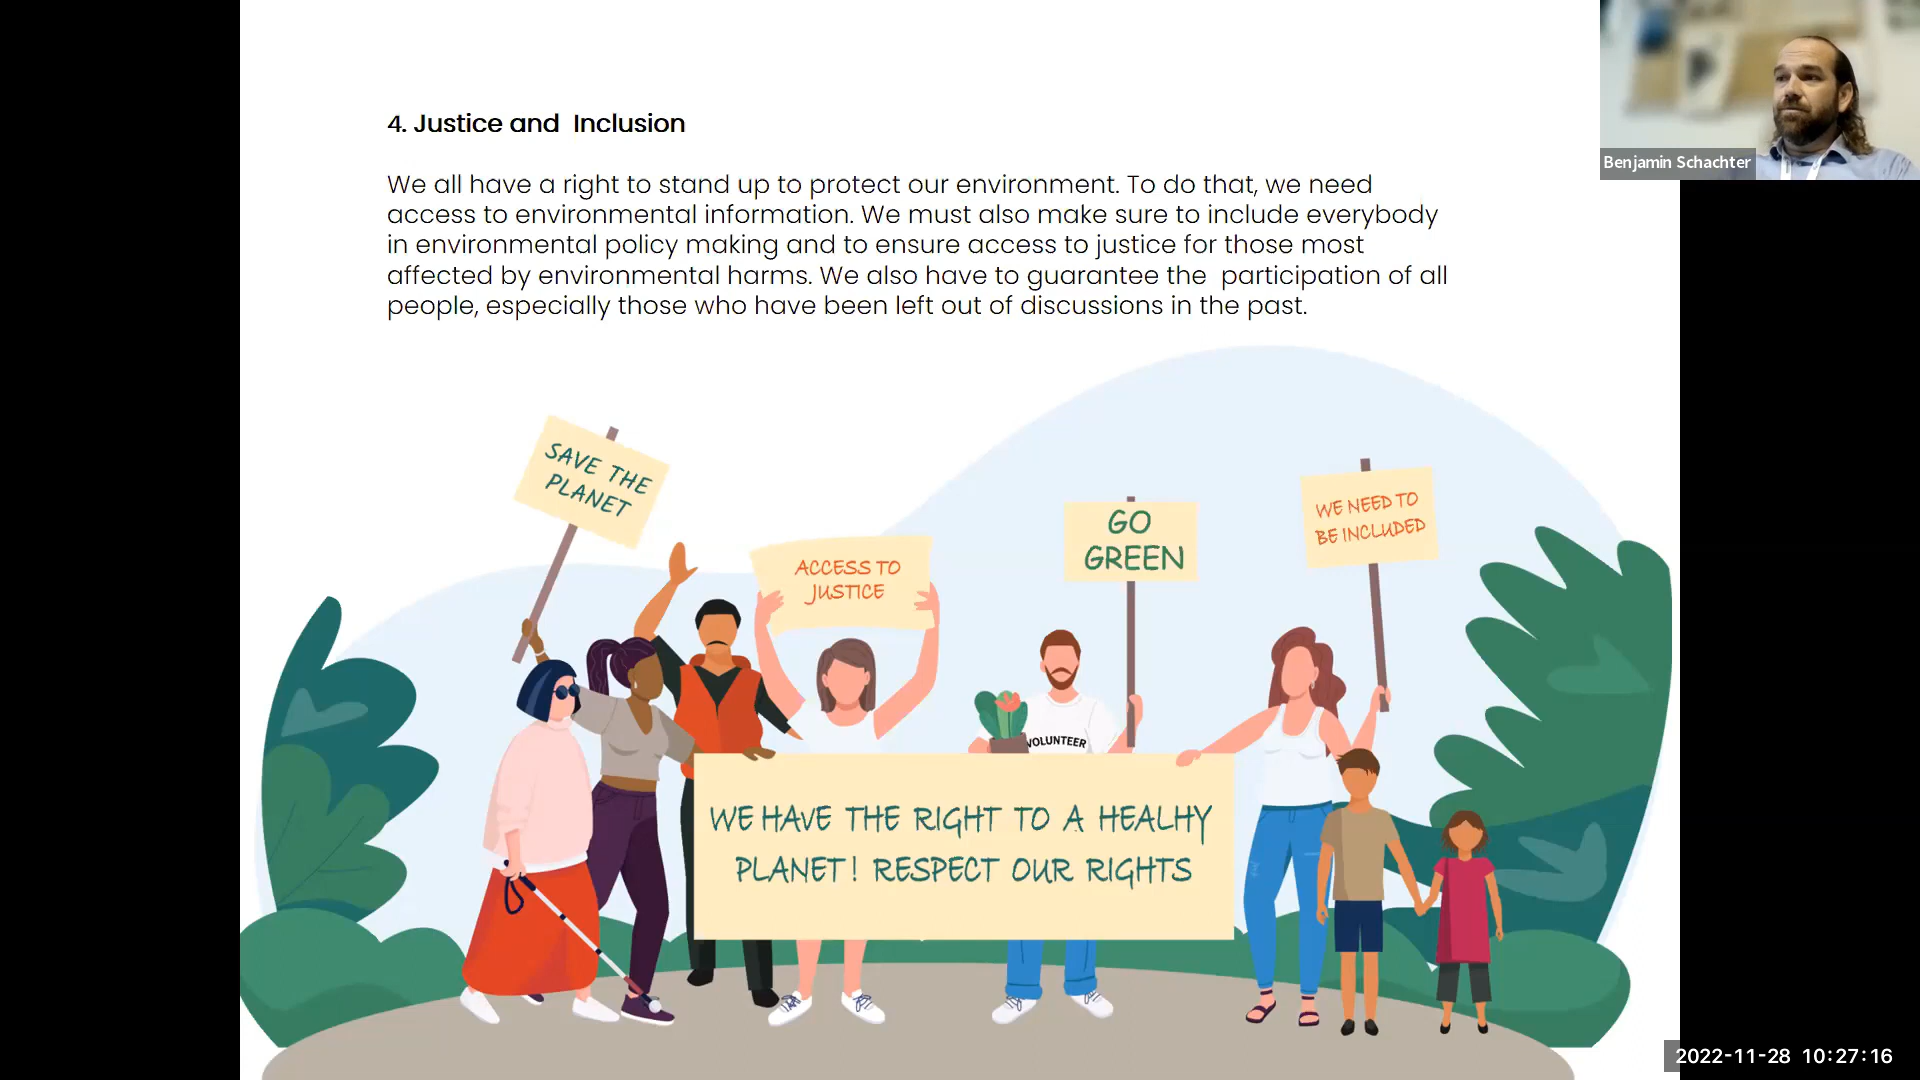 4. Justice and Inclusion
We all have a right to stand up to protect our environment. To do that, we need
access to environmental information. We must also make sure to include everybody
in environmental policy making and to ensure access to justice for those most
affected by environmental harms. We also have to guarantee the participation of all
people, especially those who have been left out of discussions in the past.
Benjamin Schachter
SAVE THE
PLANET
ACCESS TO
JUSTICE
GO
GREEN
WE NEED TO
BE INCLUDED
VOLUNTEER
WE HAVE THE RIGHT TO A HEALHY
PLANET! RESPECT OUR RIGHTS
2022-11-28 10:27:16